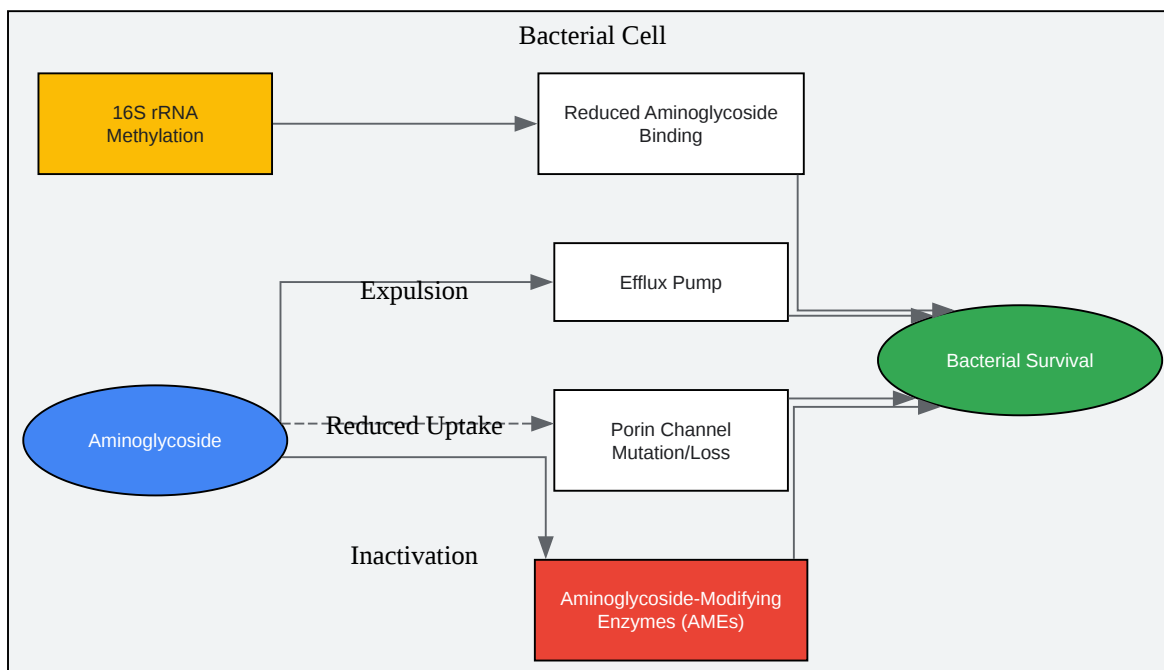 Bacterial Cell
16S rRNA
Methylation
Reduced Aminoglycoside
Binding
Expulsion
Efflux Pump
Bacterial Survival
Aminoglycoside
Reduced Uptake
Porin Channel
Mutation/Loss
Inactivation
Aminoglycoside-Modifying
Enzymes (AMEs)